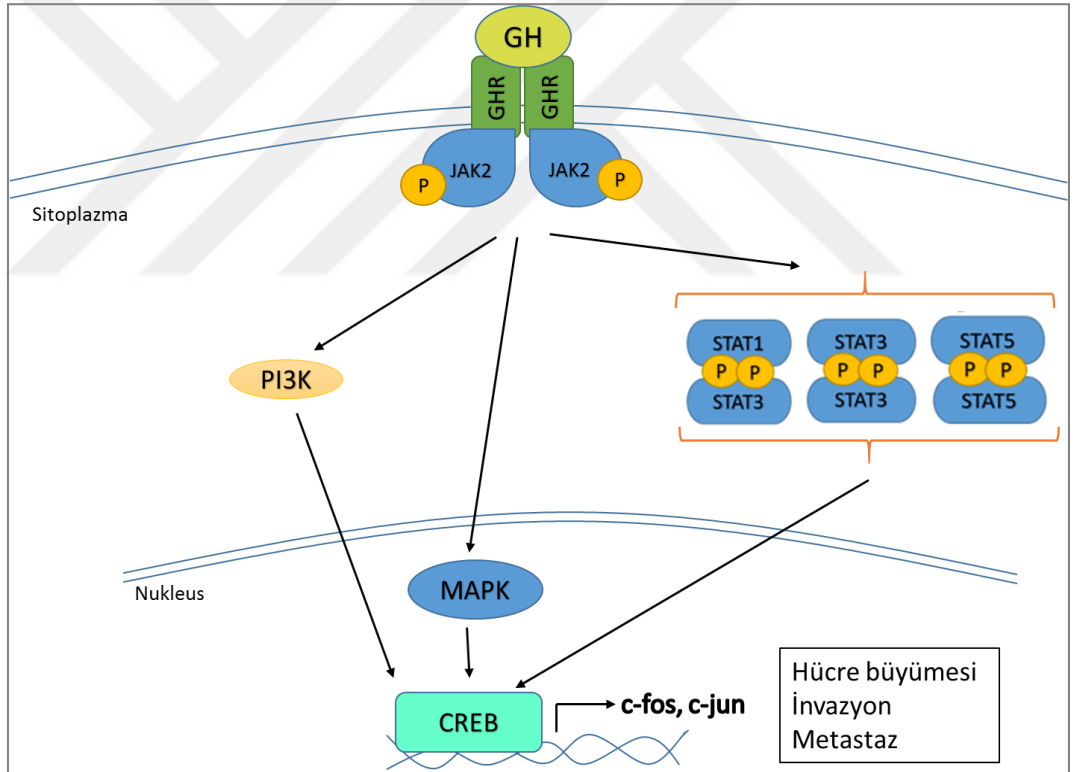 GH
GHR
GHR
JAK2
JAK2
P
P
Sitoplazma
STAT1
STAT3
STAT5
P P
P P
P P
STAT3
STAT3
STAT5
PI3K
Nukleus
MAPK
CREB
c-fos, c-jun
Hücre büyümesi
İnvazyon
Metastaz